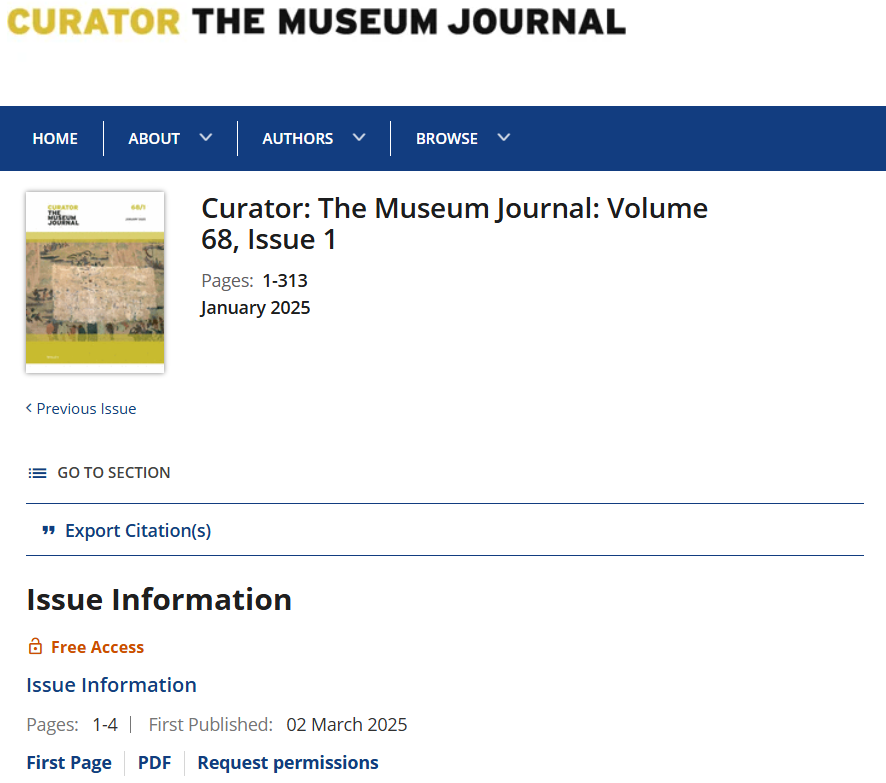 CURATOR THE MUSEUM JOURNAL
HOME
ABOUT
AUTHORS
BROWSE
CURATOR
THE
MUSEUM
JOURNAL
68/1
JANUARY 2025
Curator: The Museum Journal: Volume
68, Issue 1
Pages: 1-313
January 2025
Previous Issue
GO TO SECTION
Export Citation(s)
Issue Information
Free Access
Issue Information
Pages: 1-4 | First Published: 02 March 2025
First Page
PDF
Request permissions